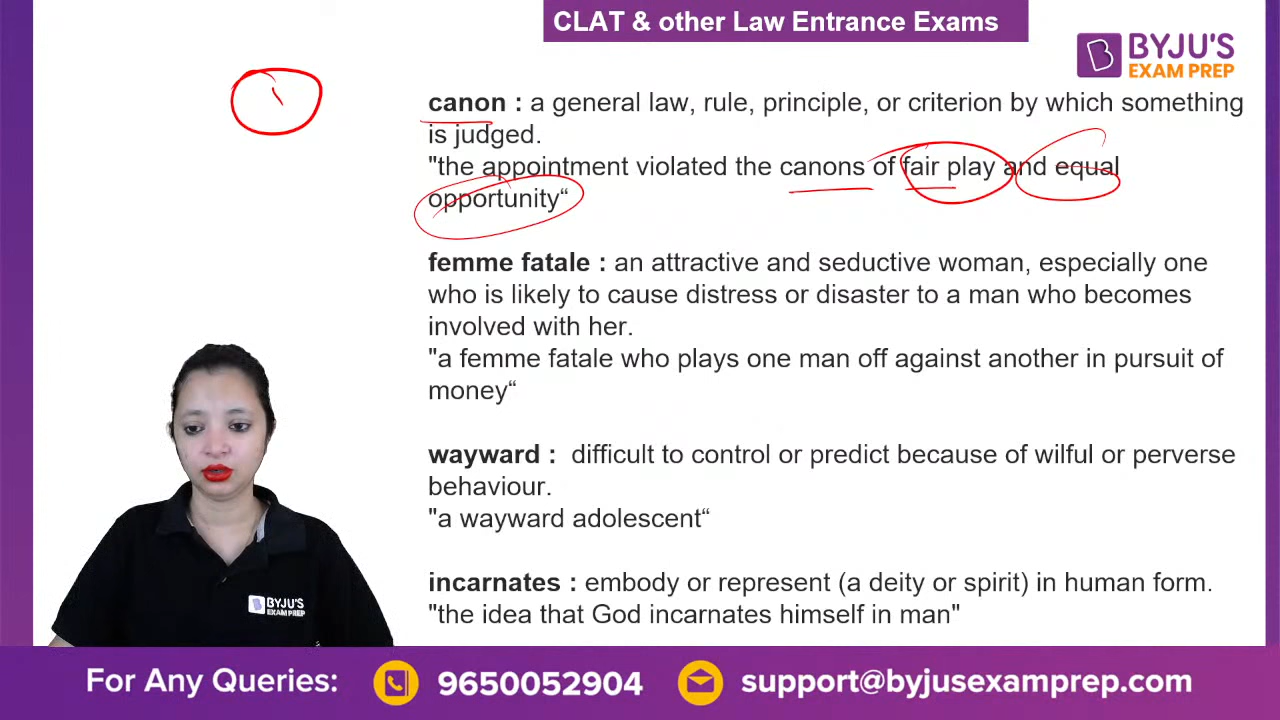 CLAT & other Law Entrance Exams
BYJU'S
EXAM PREP
canon : a general law, rule, principle, or criterion by which something
is judged.
"the appointment violated the canons of fair play and equal
opportunity“
femme fatale : an attractive and seductive woman, especially one
who is likely to cause distress or disaster to a man who becomes
involved with her.
"a femme fatale who plays one man off against another in pursuit of
money“
wayward : difficult to control or predict because of wilful or perverse
behaviour.
"a wayward adolescent“
incarnates : embody or represent (a deity or spirit) in human form.
"the idea that God incarnates himself in man"
BYJU'S
EXAM PREP
For Any Queries: 9650052904 support@byjusexamprep.com